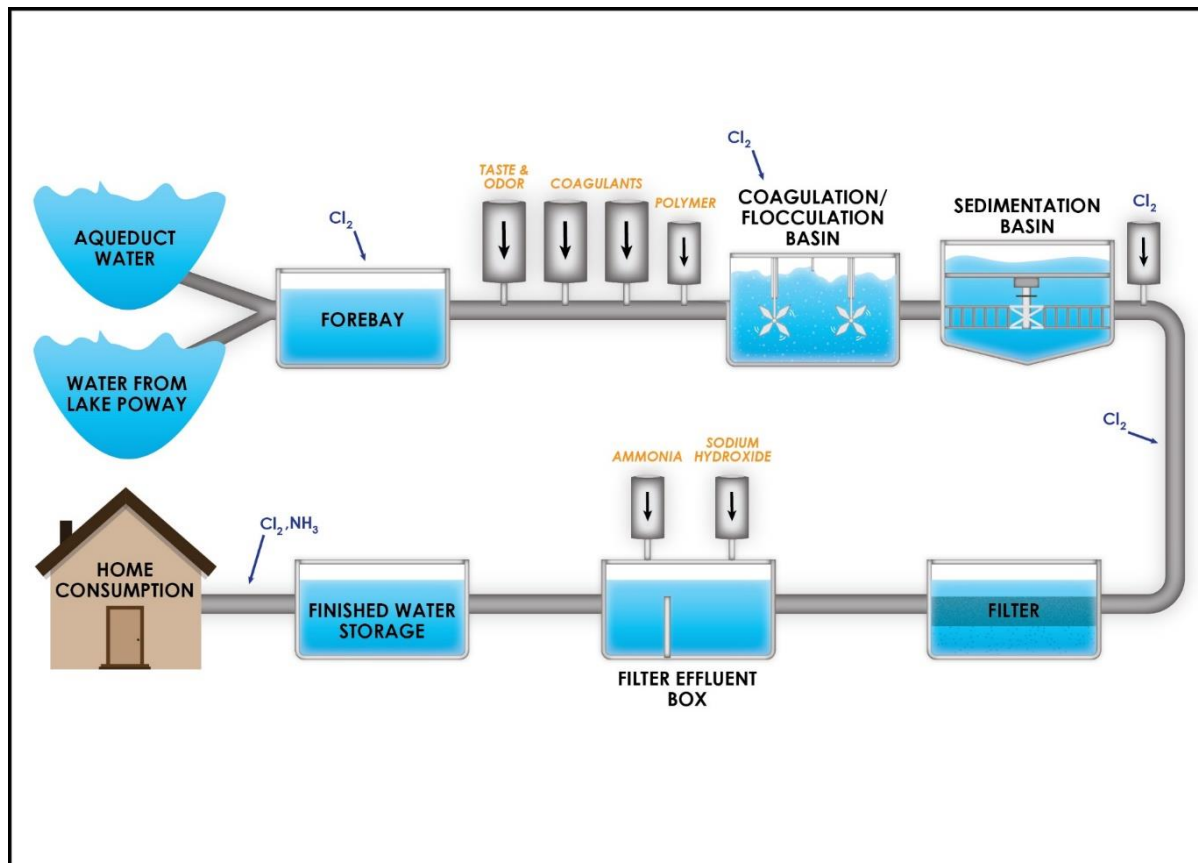 AQUEDUCT
WATER
WATER FROM
LAKE POWAY
Cl₂
FOREBAY
TASTE &
ODOR
COAGULANTS
POLYMER
Cl₂
COAGULATION/
FLOCCULATION
BASIN
SEDIMENTATION
BASIN
Cl₂
Cl₂
FILTER
SODIUM
HYDROXIDE
AMMONIA
FILTER EFFLUENT
BOX
FINISHED WATER
STORAGE
Cl₂,NH₃
HOME
CONSUMPTION